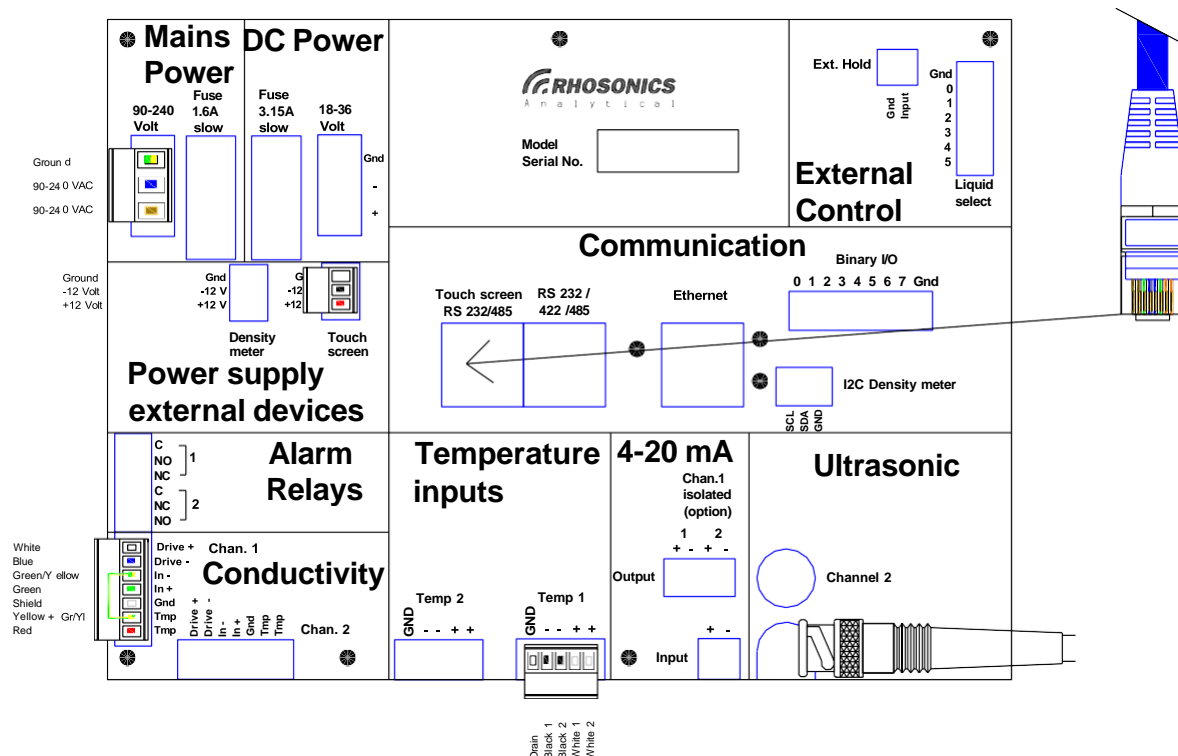 Mains
Power
DC Power
90-240
Volt
Fuse
1.6A
slow
Fuse
3.15A
slow
18-36
Volt
Gnd
-
+
Groun d
90-24 0 VAC
90-24 0 VAC
RHOSONICS
Analytical
Model
Serial No.
Ext. Hold
Gnd
Input
Gnd
0
1
2
3
4
5
Liquid
select
External
Control
Ground
-12 Volt
+12 Volt
Gnd
-12 V
+12 V
G
-12
+12
Density
meter
Touch
screen
Power supply
external devices
Communication
Touch screen
RS 232/485
RS 232 /
422 /485
Ethernet
Binary I/O
0 1 2 3 4 5 6 7 Gnd
I2C Density meter
SCL
SDA
GND
C
NO
NC
1
C
NC
NO
2
Alarm
Relays
Temperature
inputs
Temp 2
GND - - + +
Temp 1
GND - - + +
Drain
Black 1
Black 2
White 1
White 2
4-20 mA
Chan.1
isolated
(option)
1 2
+ - + -
Output
+ -
Input
Ultrasonic
Channel 2
White
Blue
Green/Y ellow
Green
Shield
Yellow + Gr/Yl
Red
Drive +
Drive -
In -
In +
Gnd
Tmp
Tmp
Chan. 1
Conductivity
Drive +
Drive -
In -
In +
Gnd
Tmp
Tmp
Chan. 2